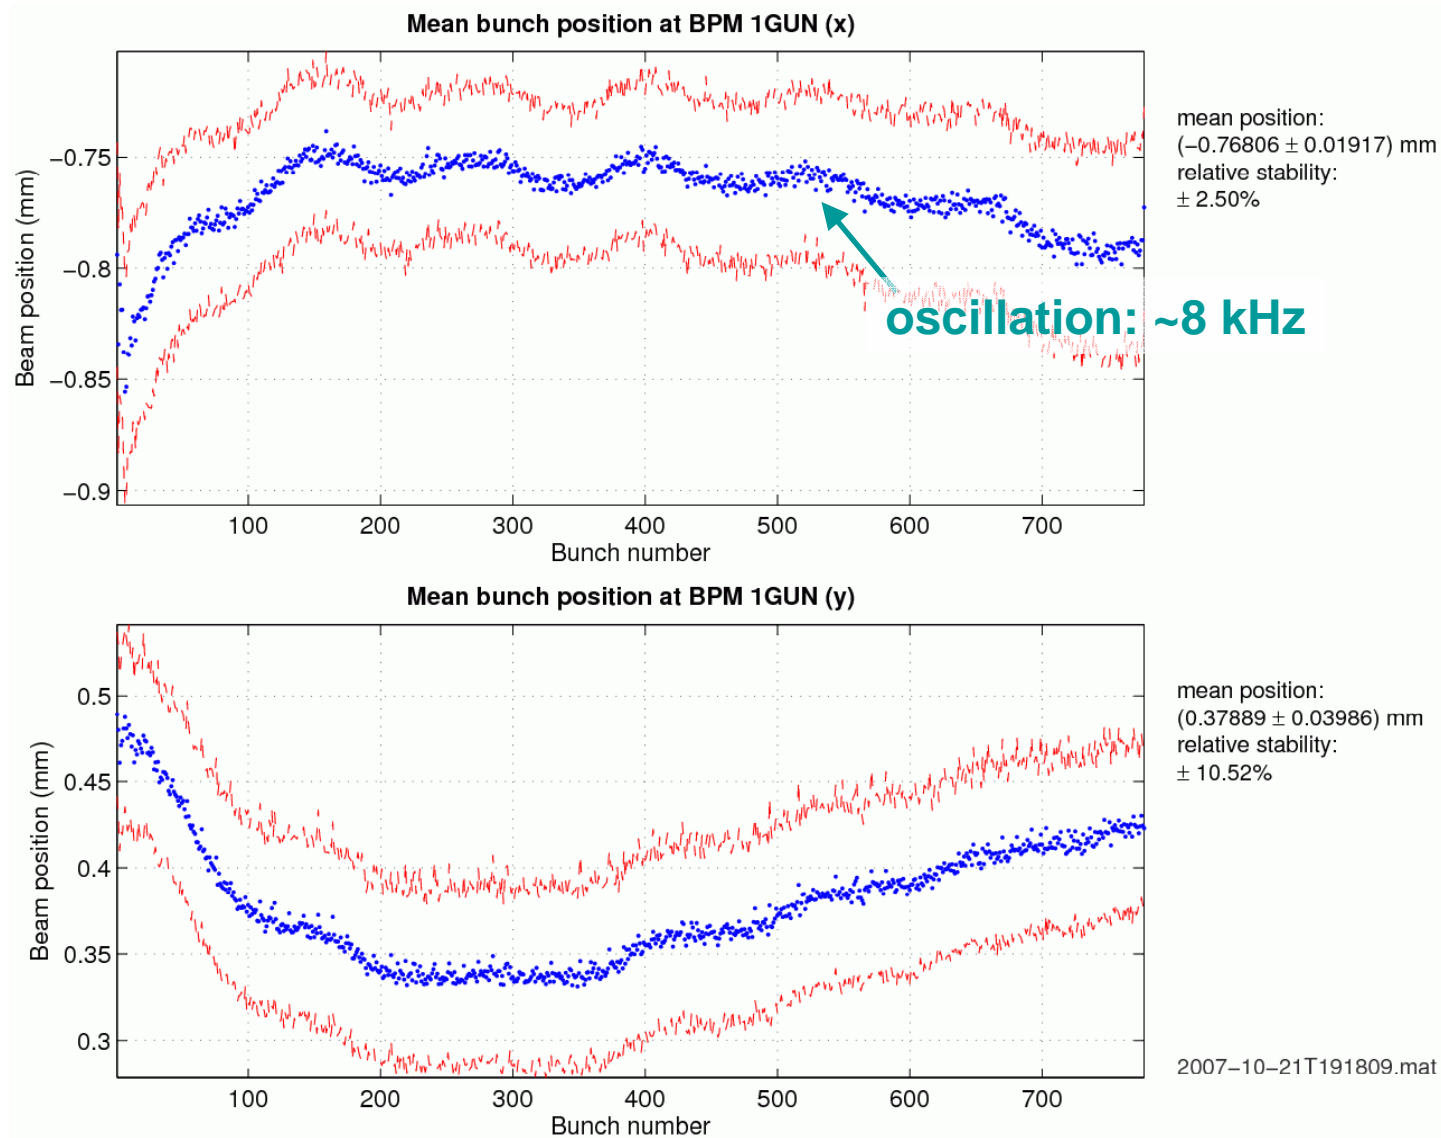 Mean bunch position at BPM 1GUN (x)
−0.75
−0.8
−0.85
−0.9
Beam position (mm)
100 200 300 400 500 600 700
Bunch number
mean position:
(−0.76806 ± 0.01917) mm
relative stability:
± 2.50%
oscillation: ~8 kHz
Mean bunch position at BPM 1GUN (y)
0.5
0.45
0.4
0.35
0.3
Beam position (mm)
100 200 300 400 500 600 700
Bunch number
mean position:
(0.37889 ± 0.03986) mm
relative stability:
± 10.52%
2007−10−21T191809.mat